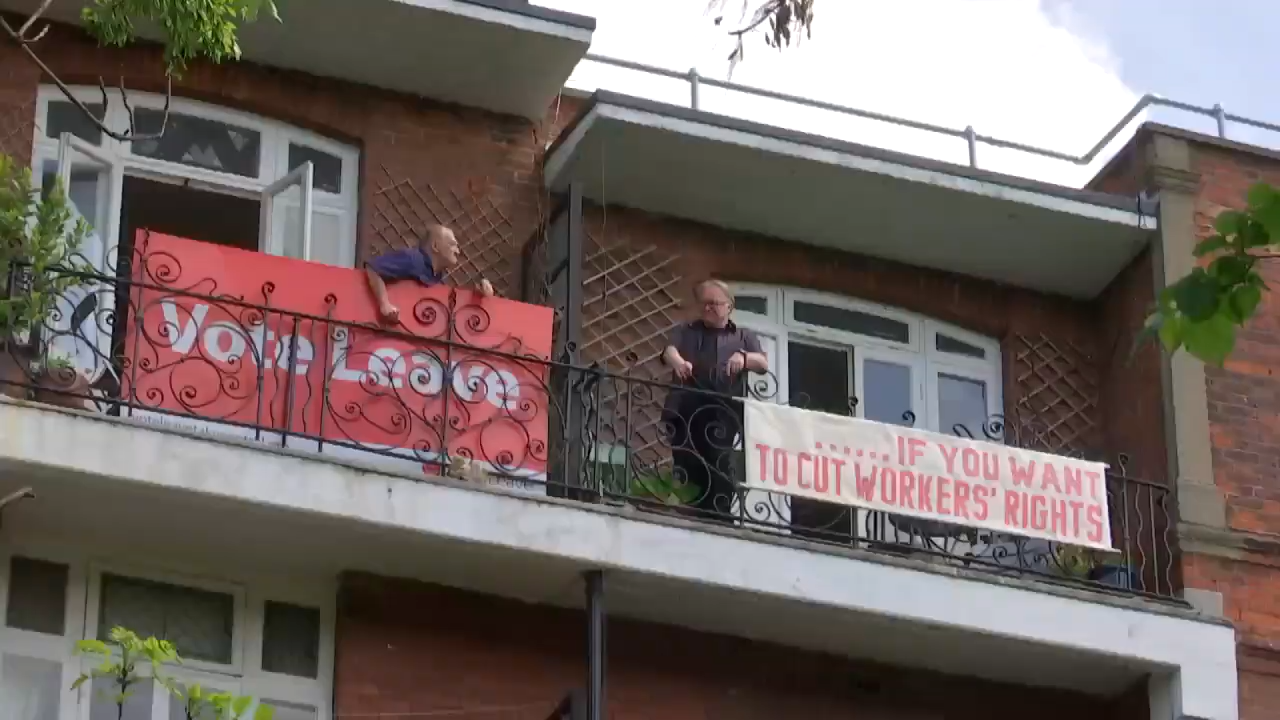 Vote Leave
......IF YOU WANT
TO CUT WORKERS' RIGHTS